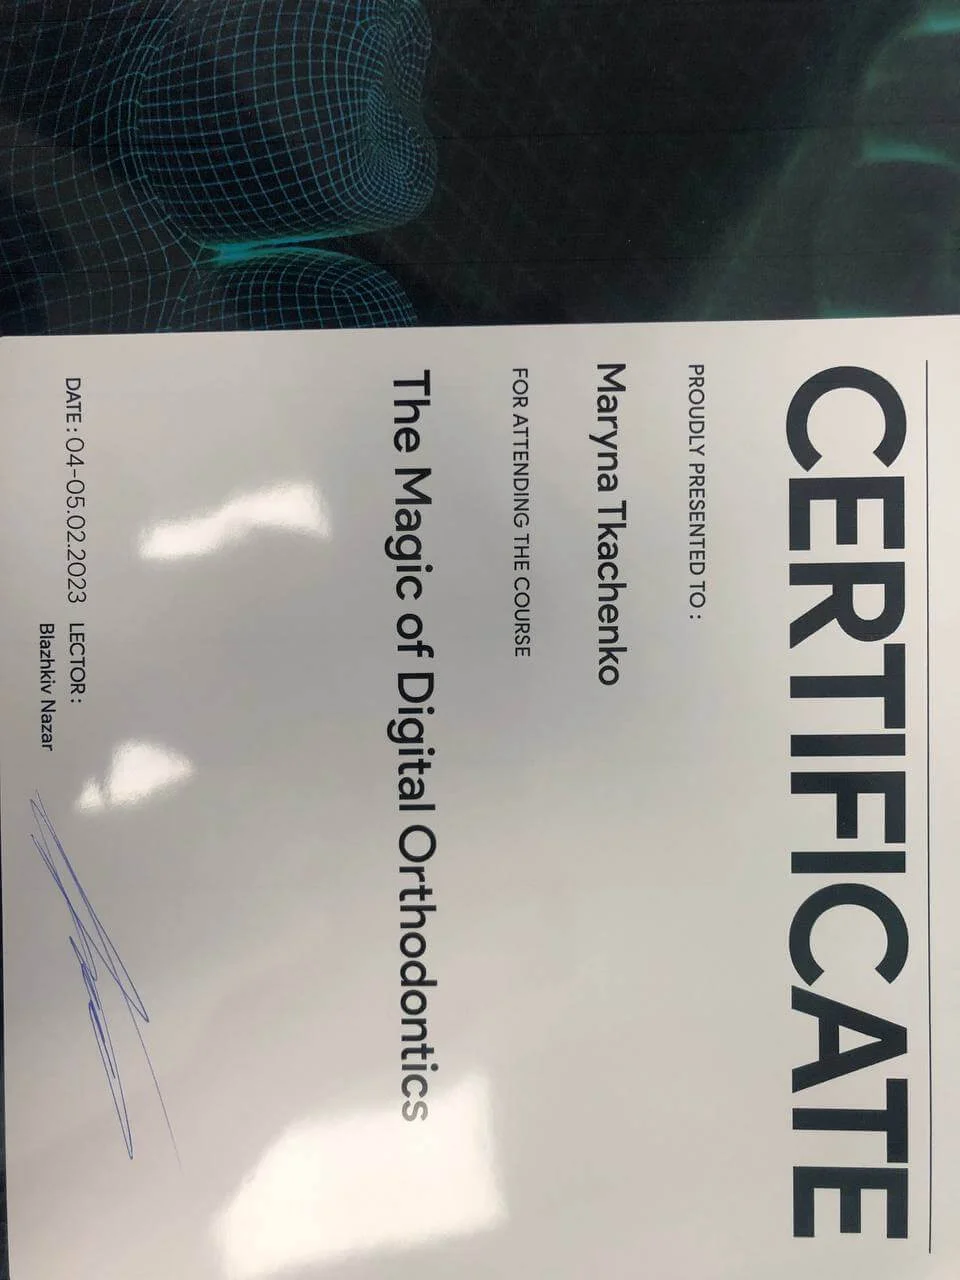 CERTIFICATE
PROUDLY PRESENTED TO :
Maryna Tkachenko
FOR ATTENDING THE COURSE
The Magic of Digital Orthodontics
DATE : 04-05.02.2023
LECTOR :
Blazhkiv Nazar